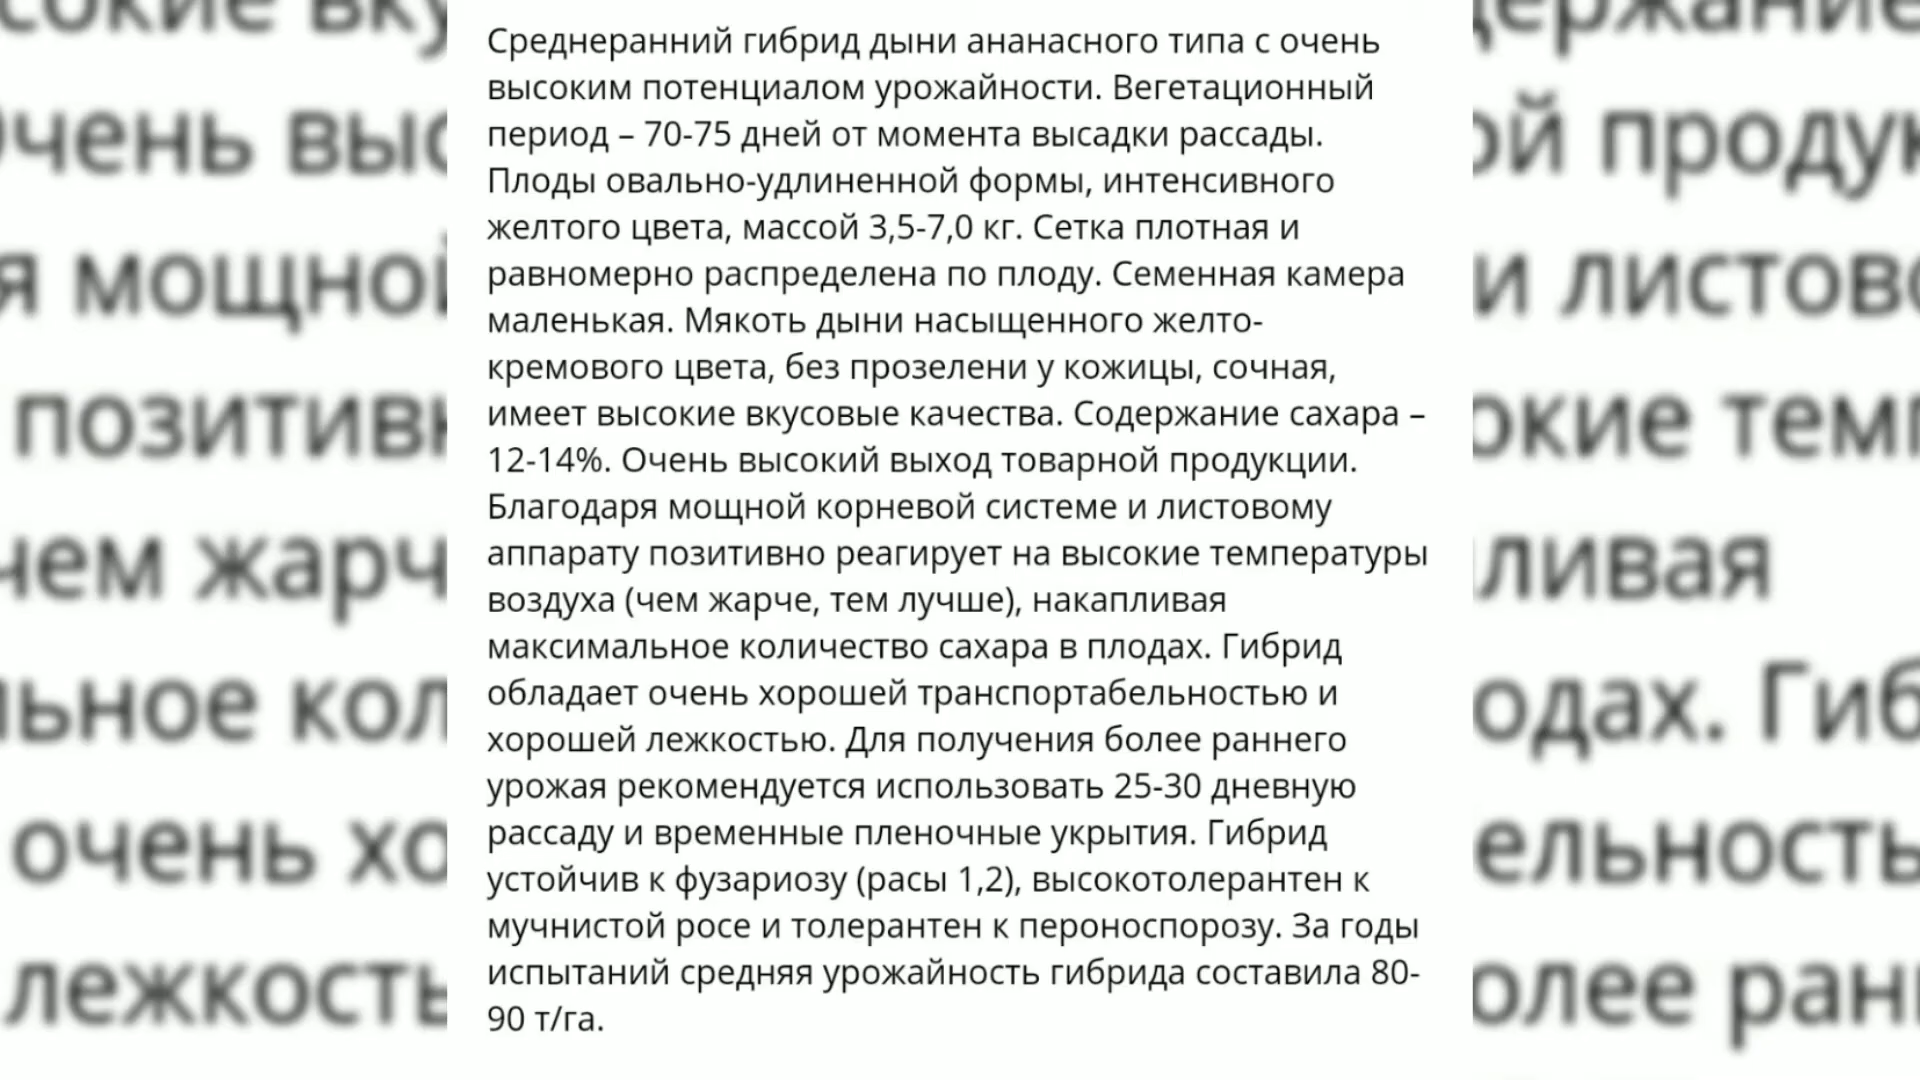 Среднеранний гибрид дыни ананасного типа с очень
высоким потенциалом урожайности. Вегетационный
период – 70-75 дней от момента высадки рассады.
Плоды овально-удлиненной формы, интенсивного
желтого цвета, массой 3,5-7,0 кг. Сетка плотная и
равномерно распределена по плоду. Семенная камера
маленькая. Мякоть дыни насыщенного желто-
кремового цвета, без прозелени у кожицы, сочная,
имеет высокие вкусовые качества. Содержание сахара –
12-14%. Очень высокий выход товарной продукции.
Благодаря мощной корневой системе и листовому
аппарату позитивно реагирует на высокие температуры
воздуха (чем жарче, тем лучше), накапливая
максимальное количество сахара в плодах. Гибрид
обладает очень хорошей транспортабельностью и
хорошей лежкостью. Для получения более раннего
урожая рекомендуется использовать 25-30 дневную
рассаду и временные пленочные укрытия. Гибрид
устойчив к фузариозу (расы 1,2), высокотолерантен к
мучнистой росе и толерантен к пероноспорозу. За годы
испытаний средняя урожайность гибрида составила 80-
90 т/га.